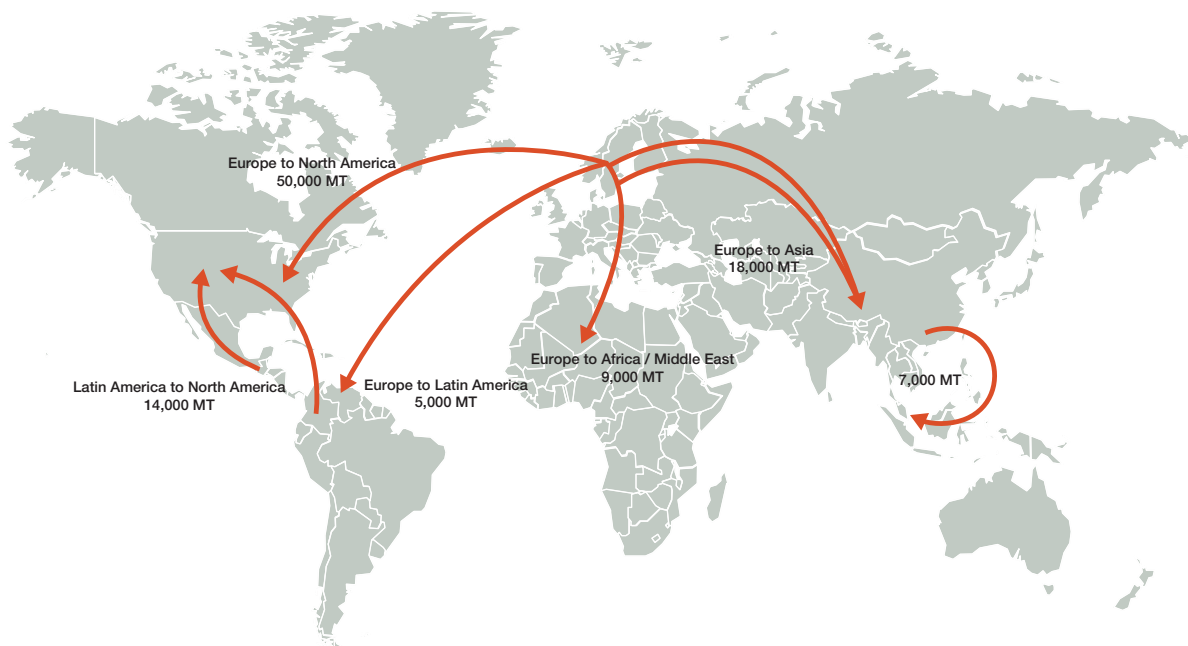 Europe to North America
50,000 MT
Europe to Asia
18,000 MT
Europe to Africa / Middle East
9,000 MT
7,000 MT
Latin America to North America
14,000 MT
Europe to Latin America
5,000 MT